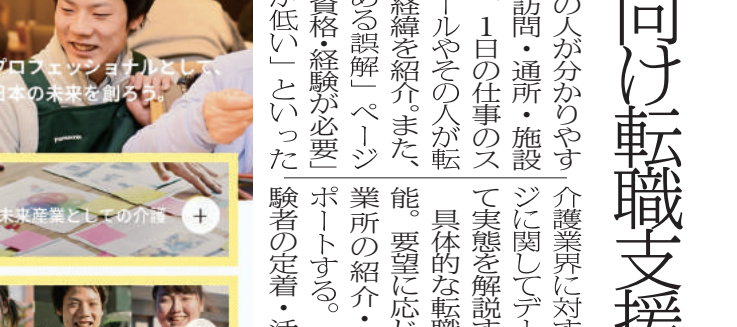 向け転職支援
の人が分かりやす
訪問・通所・施設
、1日の仕事のス
ールやその人が転
経緯を紹介。また、
ある誤解」ページ
資格・経験が必要」
が低い」といった
介護業界に対す
ジに関してデー
て実態を解説す
具体的な転職
能。要望に応じ
業所の紹介・
ポートする。
験者の定着・活
プロフェッショナルとして、
日本の未来を創ろう。
Panasonic
未来産業としての介護
+